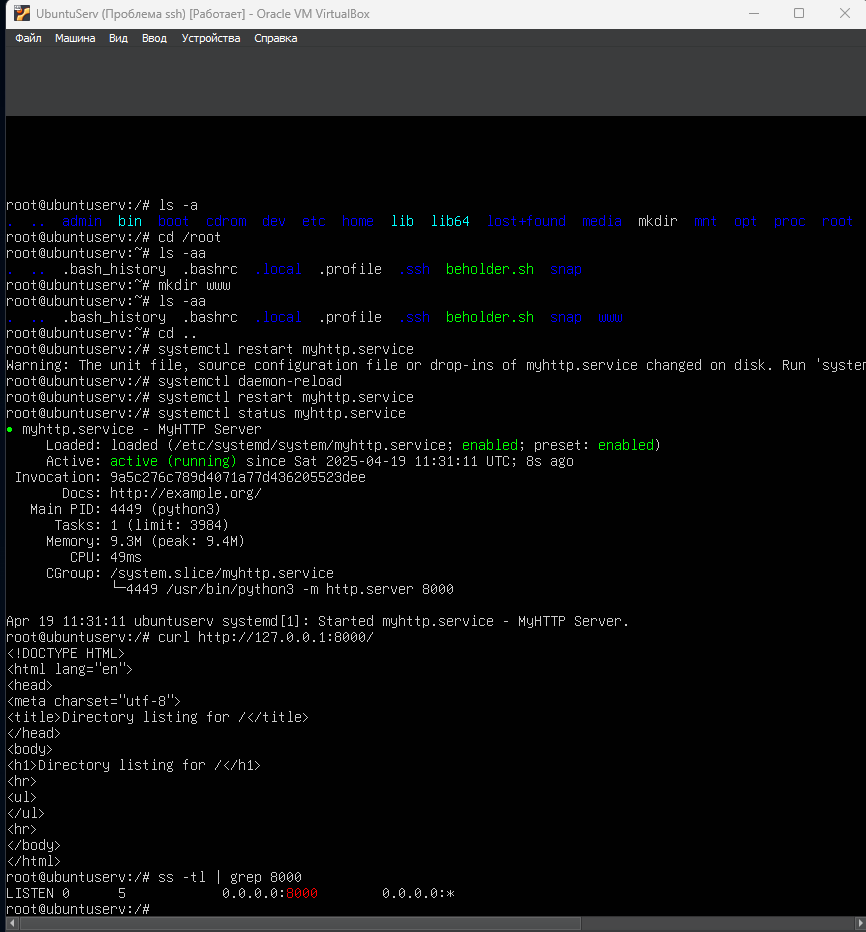 UbuntuServ (Проблема ssh) [Работает] - Oracle VM VirtualBox
Файл Машина Вид Ввод Устройства Справка
root@ubuntuserv:/# ls -a
. .. admin bin boot cdrom dev etc home lib lib64 lost+found media mkdir mnt opt proc root
root@ubuntuserv:/# cd /root
root@ubuntuserv:~# ls -aa
. .. .bash_history .bashrc .local .profile .ssh beholder.sh snap
root@ubuntuserv:~# mkdir www
root@ubuntuserv:~# ls -aa
. .. .bash_history .bashrc .local .profile .ssh beholder.sh snap www
root@ubuntuserv:~# cd ..
root@ubuntuserv:/# systemctl restart myhttp.service
Warning: The unit file, source configuration file or drop-ins of myhttp.service changed on disk. Run 'system
root@ubuntuserv:/# systemctl daemon-reload
root@ubuntuserv:/# systemctl restart myhttp.service
root@ubuntuserv:/# systemctl status myhttp.service
● myhttp.service - MyHTTP Server
Loaded: loaded (/etc/systemd/system/myhttp.service; enabled; preset: enabled)
Active: active (running) since Sat 2025-04-19 11:31:11 UTC; 8s ago
Invocation: 9a5c276c789d4071a77d436205523dee
Docs: http://example.org/
Main PID: 4449 (python3)
Tasks: 1 (limit: 3984)
Memory: 9.3M (peak: 9.4M)
CPU: 49ms
CGroup: /system.slice/myhttp.service
└─4449 /usr/bin/python3 -m http.server 8000
Apr 19 11:31:11 ubuntuserv systemd[1]: Started myhttp.service - MyHTTP Server.
root@ubuntuserv:/# curl http://127.0.0.1:8000/
<!DOCTYPE HTML>
<html lang="en">
<head>
<meta charset="utf-8">
<title>Directory listing for /</title>
</head>
<body>
<h1>Directory listing for /</h1>
<hr>
<ul>
</ul>
<hr>
</body>
</html>
root@ubuntuserv:/# ss -tl | grep 8000
LISTEN 0 5 0.0.0.0:8000 0.0.0.0:*
root@ubuntuserv:/#